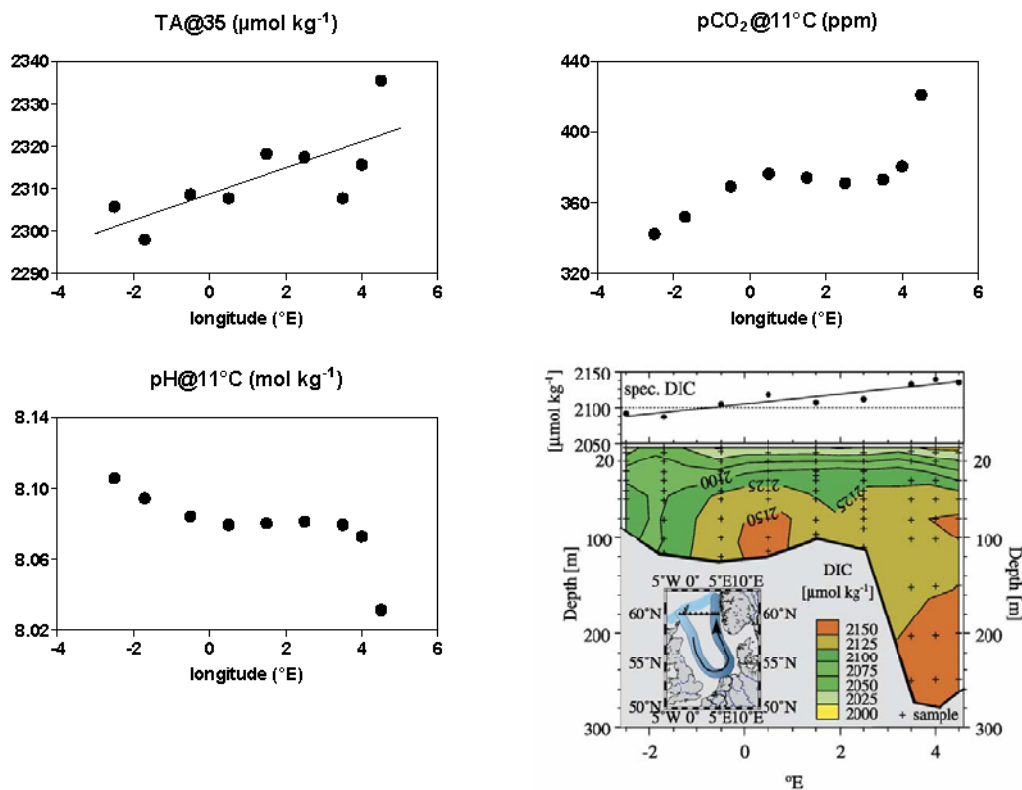 TA@35 (µmol kg⁻¹)
2340
2330
2320
2310
2300
2290
-4 -2 0 2 4 6
longitude (°E)
pCO₂@11°C (ppm)
440
400
360
320
-4 -2 0 2 4 6
longitude (°E)
pH@11°C (mol kg⁻¹)
8.14
8.10
8.06
8.02
-4 -2 0 2 4 6
longitude (°E)
[µmol kg⁻¹]
2150
2100
2050
spec. DIC
Depth [m]
20
100
200
300
2100
2125
2150
2125
20
100
200
300
Depth [m]
DIC
[µmol kg⁻¹]
2150
2125
2100
2075
2050
2025
2000
+ sample
5°W 0° 5°E 10°E
60°N 60°N
55°N 55°N
50°N 50°N
5°W 0° 5°E 10°E
-2 0 2 4
°E